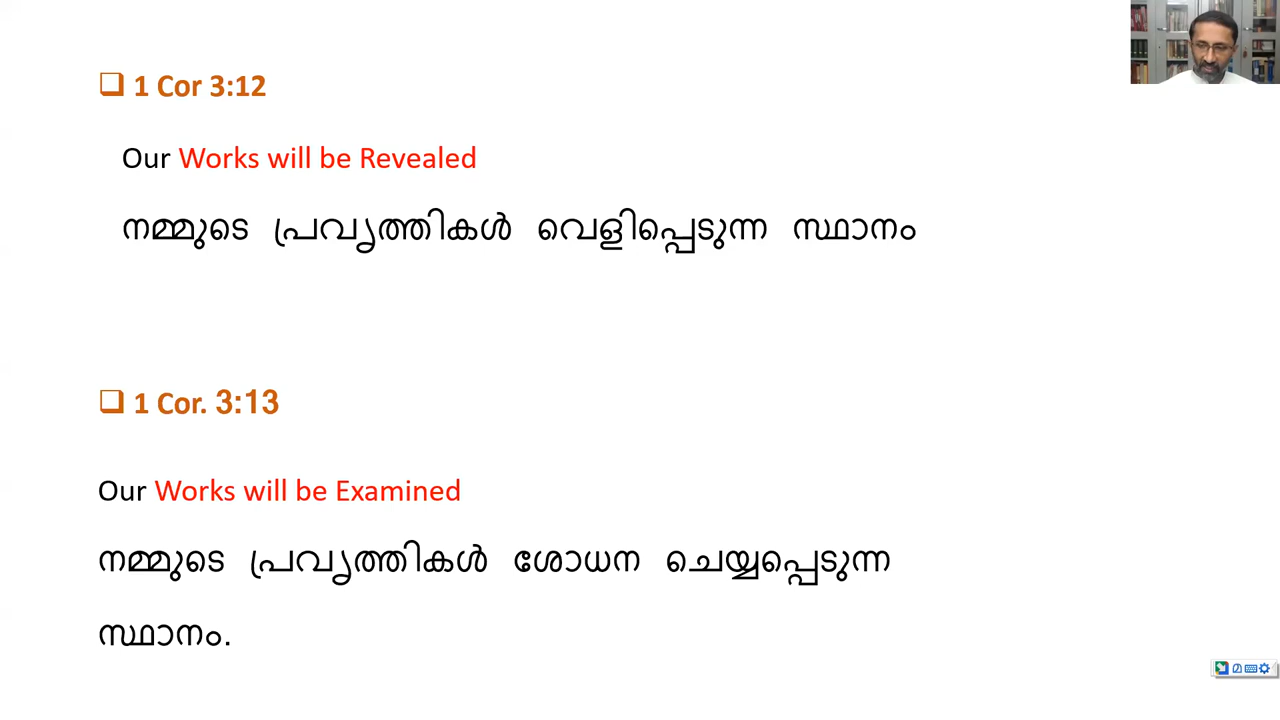 1 Cor 3:12
Our Works will be Revealed
നമ്മുടെ പ്രവൃത്തികൾ വെളിപ്പെടുന്ന സ്ഥാനം
1 Cor. 3:13
Our Works will be Examined
നമ്മുടെ പ്രവൃത്തികൾ ശോധന ചെയ്യപ്പെടുന്ന
സ്ഥാനം.